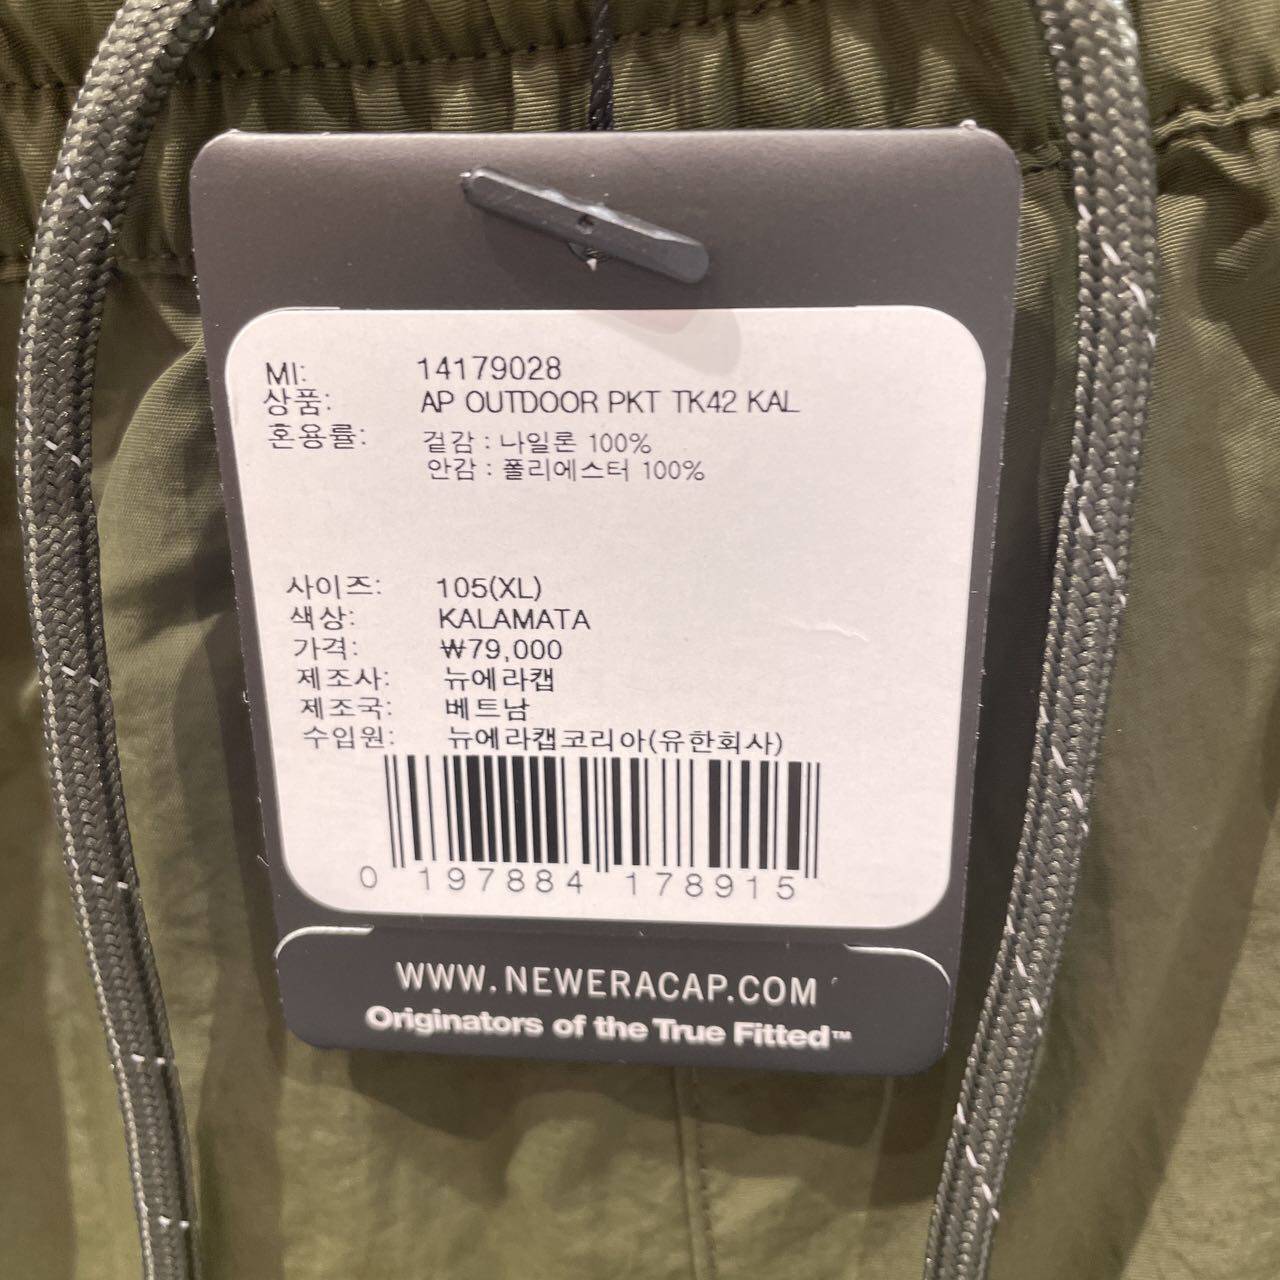 MI: 14179028
상품: AP OUTDOOR PKT TK42 KAL
혼용률: 겉감 : 나일론 100%
안감 : 폴리에스터 100%
사이즈: 105(XL)
색상: KALAMATA
가격: ₩79,000
제조사: 뉴에라캡
제조국: 베트남
수입원: 뉴에라캡코리아(유한회사)
0 197884 178915
WWW.NEWERACAP.COM
Originators of the True Fitted™